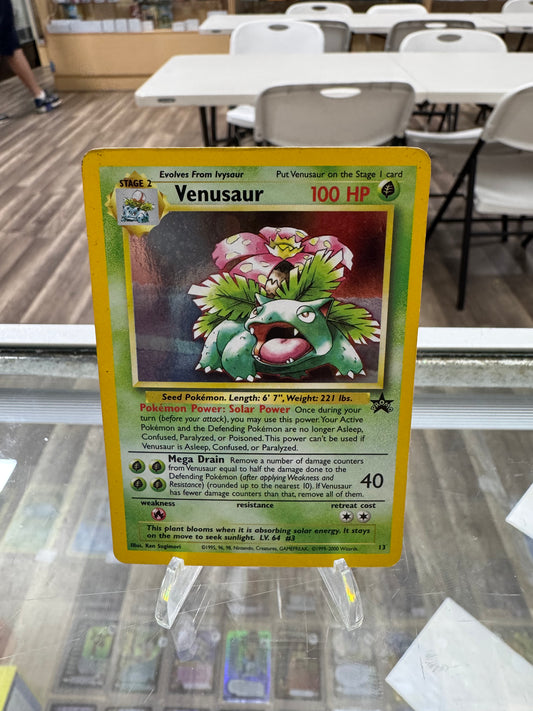 Evolves From Ivysaur Put Venusaur on the Stage 1 card
STAGE 2
Venusaur 100 HP
Seed Pokémon. Length: 6' 7", Weight: 221 lbs.
Pokémon Power: Solar Power Once during your
turn (before your attack), you may use this power. Your Active
Pokémon and the Defending Pokémon are no longer Asleep,
Confused, Paralyzed, or Poisoned. This power can't be used if
Venusaur is Asleep, Confused, or Paralyzed.
PROMO
Mega Drain Remove a number of damage counters
from Venusaur equal to half the damage done to the
Defending Pokémon (after applying Weakness and
Resistance) (rounded up to the nearest 10). If Venusaur
has fewer damage counters than that, remove all of them.
40
weakness resistance retreat cost
This plant blooms when it is absorbing solar energy. It stays
on the move to seek sunlight. LV. 64 #3
Illus. Ken Sugimori ©1995, 96, 98 Nintendo, Creatures, GAMEFREAK. ©1999-2000 Wizards. 13